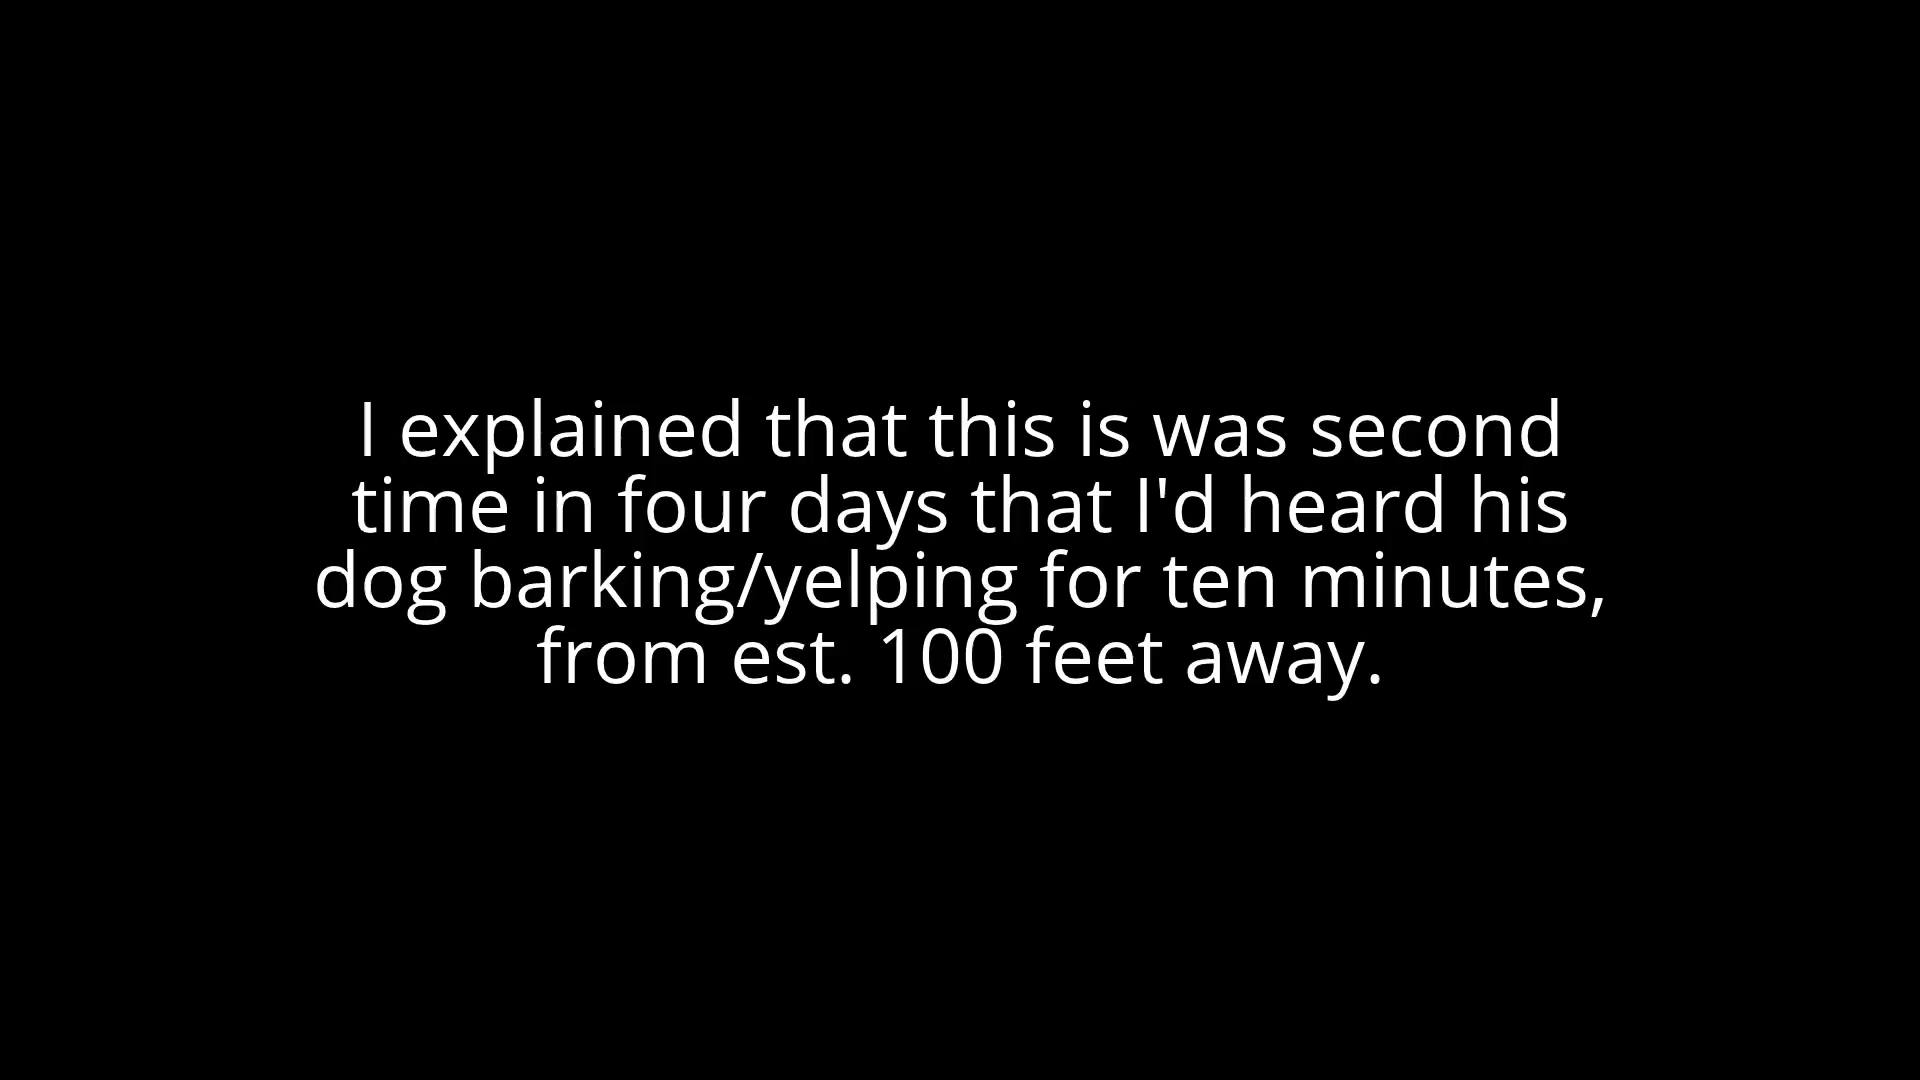 I explained that this is was second
time in four days that I'd heard his
dog barking/yelping for ten minutes,
from est. 100 feet away.